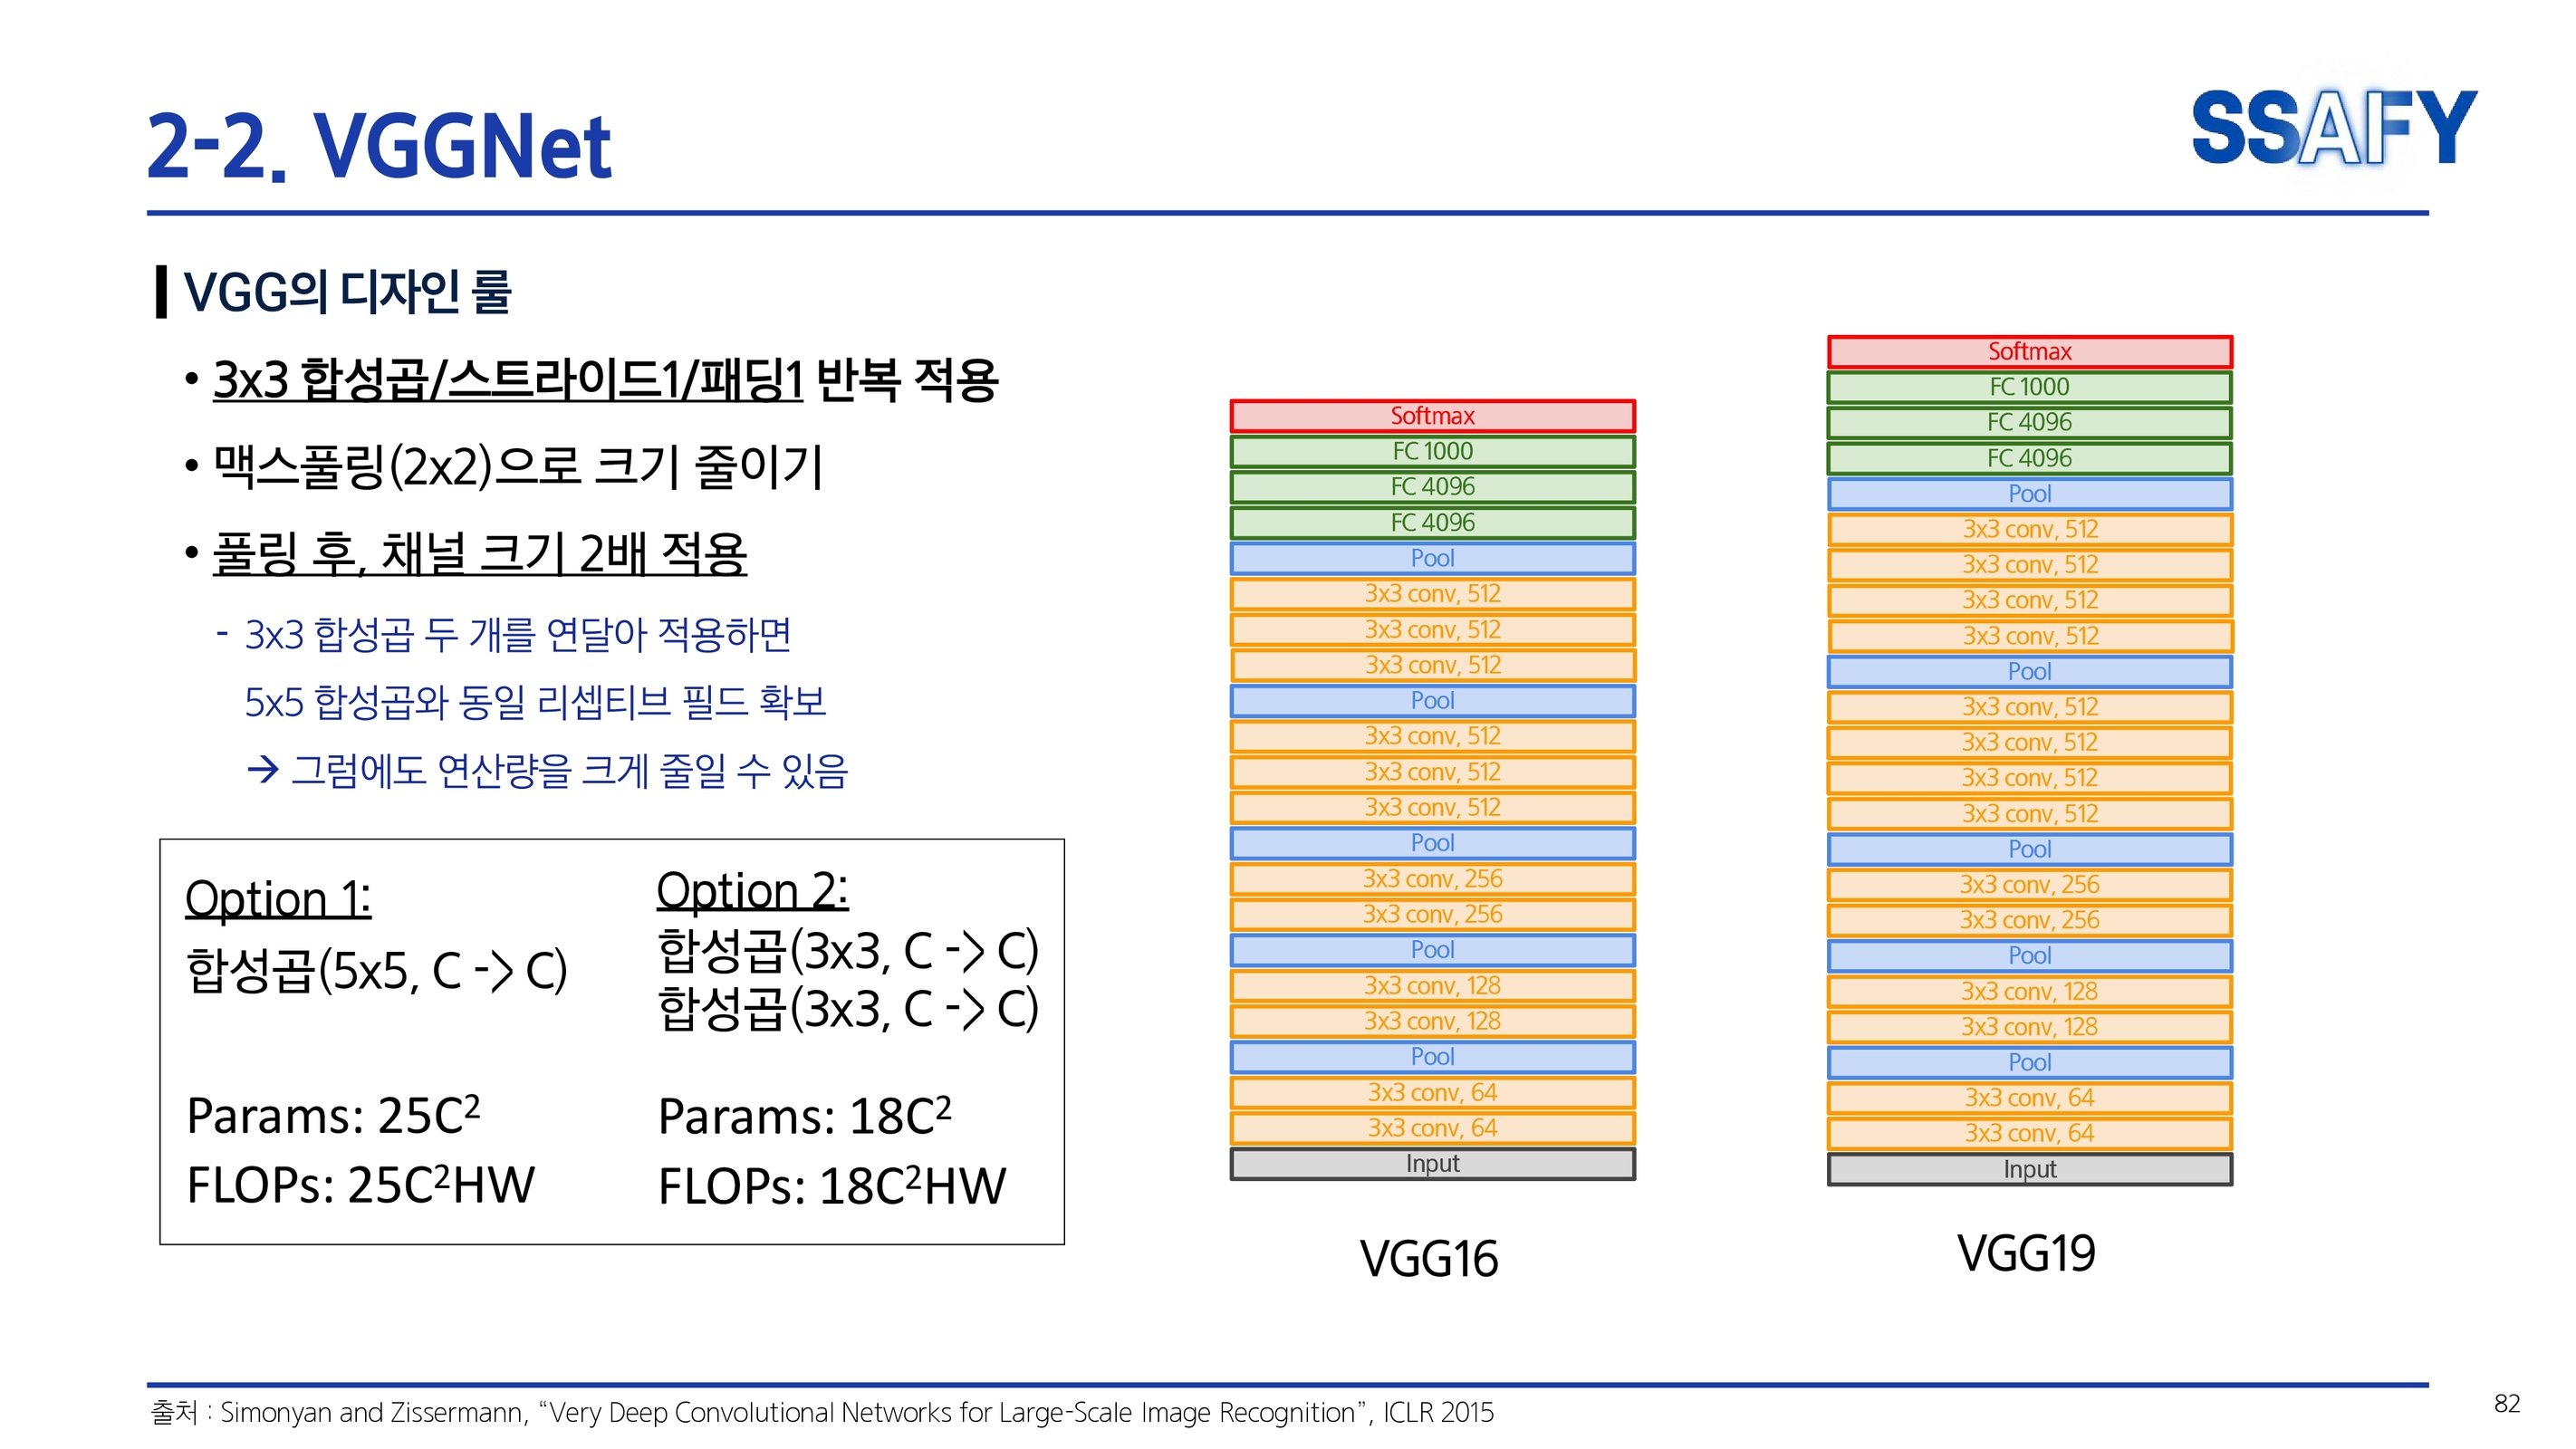 2-2. VGGNet
SSAFY
VGG의 디자인 룰
• 3x3 합성곱/스트라이드1/패딩1 반복 적용
• 맥스풀링(2x2)으로 크기 줄이기
• 풀링 후, 채널 크기 2배 적용
- 3x3 합성곱 두 개를 연달아 적용하면
5x5 합성곱와 동일 리셉티브 필드 확보
→ 그럼에도 연산량을 크게 줄일 수 있음
Option 1:
합성곱(5x5, C -> C)
Params: 25C²
FLOPs: 25C²HW
Option 2:
합성곱(3x3, C -> C)
합성곱(3x3, C -> C)
Params: 18C²
FLOPs: 18C²HW
Softmax
FC 1000
FC 4096
FC 4096
Pool
3x3 conv, 512
3x3 conv, 512
3x3 conv, 512
Pool
3x3 conv, 512
3x3 conv, 512
3x3 conv, 512
Pool
3x3 conv, 256
3x3 conv, 256
Pool
3x3 conv, 128
3x3 conv, 128
Pool
3x3 conv, 64
3x3 conv, 64
Input
VGG16
Softmax
FC 1000
FC 4096
FC 4096
Pool
3x3 conv, 512
3x3 conv, 512
3x3 conv, 512
3x3 conv, 512
Pool
3x3 conv, 512
3x3 conv, 512
3x3 conv, 512
3x3 conv, 512
Pool
3x3 conv, 256
3x3 conv, 256
Pool
3x3 conv, 128
3x3 conv, 128
Pool
3x3 conv, 64
3x3 conv, 64
Input
VGG19
출처 : Simonyan and Zissermann, “Very Deep Convolutional Networks for Large-Scale Image Recognition”, ICLR 2015
82